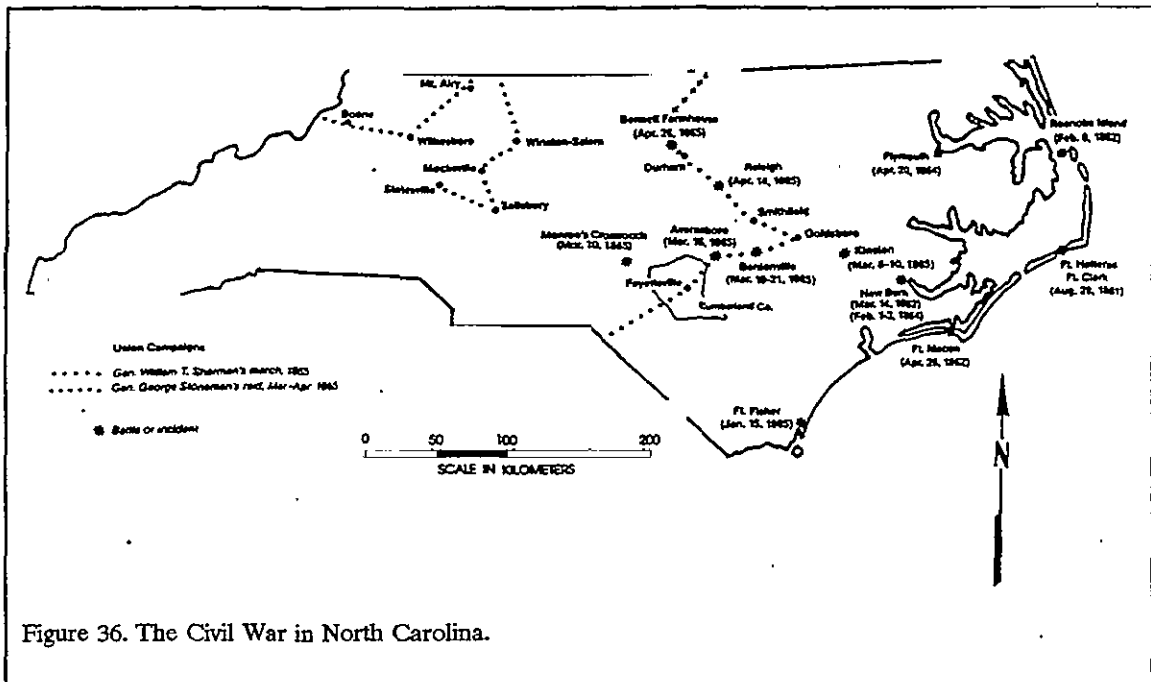 Mt. Airy
Boone
Wilkesboro
Winston-Salem
Mocksville
Statesville
Salisbury
Bennett Farmhouse
(Apr. 26, 1865)
Durham
Raleigh
(Apr. 14, 1865)
Smithfield
Goldsboro
Monroe's Crossroads
(Mar. 10, 1865)
Averasboro
(Mar. 16, 1865)
Bentonville
(Mar. 19-21, 1865)
Fayetteville
Cumberland Co.
Kinston
(Mar. 8-10, 1865)
New Bern
(Mar. 14, 1862)
(Feb. 1-3, 1864)
Plymouth
(Apr. 20, 1864)
Roanoke Island
(Feb. 8, 1862)
Ft. Hatteras
Ft. Clark
(Aug. 1861)
Ft. Macon
(Apr. 1862)
Ft. Fisher
(Jan. 15, 1865)
Union Campaigns
Gen. William T. Sherman's march, 1865
Gen. George Stoneman's raid, Mar-Apr 1865
Battle or incident
0 50 100 200
SCALE IN KILOMETERS
N
Figure 36. The Civil War in North Carolina.